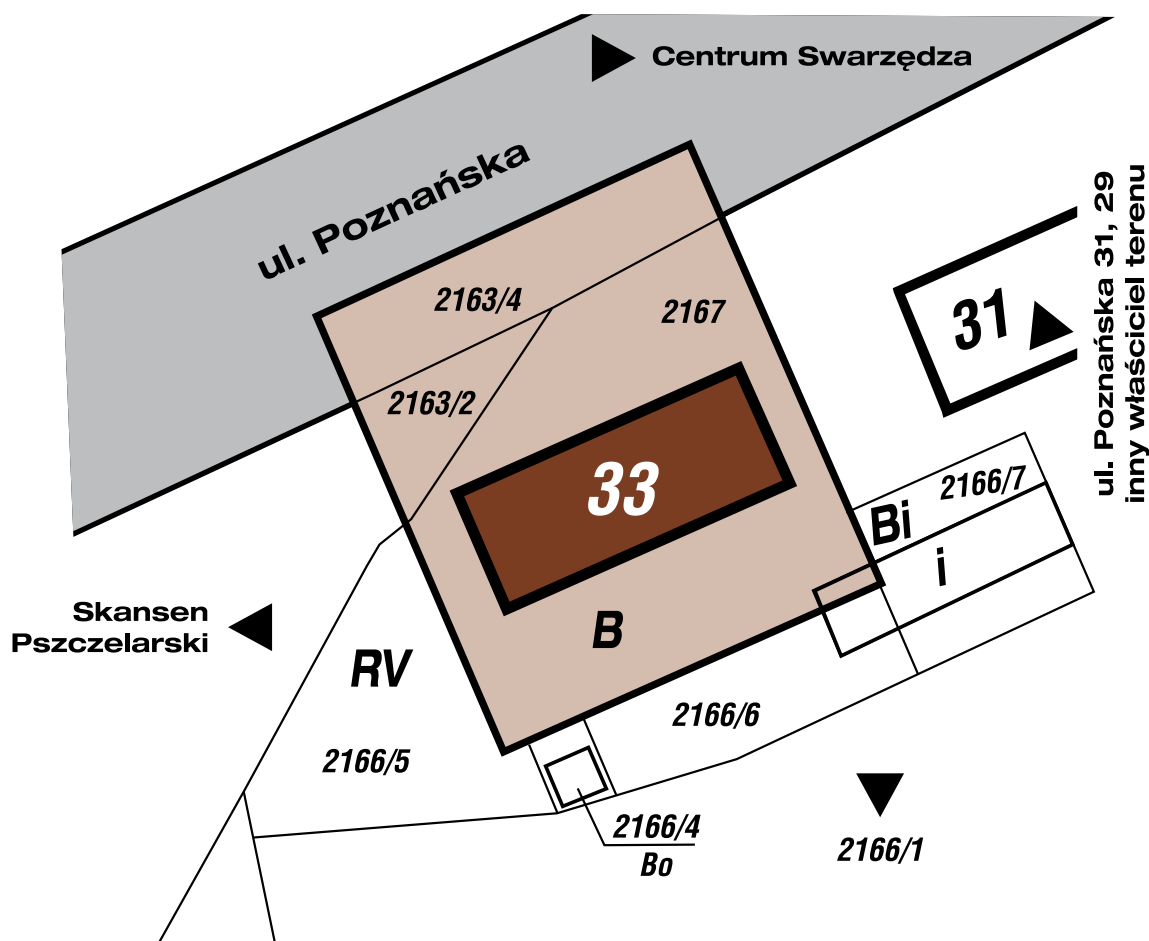 Centrum Swarzędza
ul. Poznańska
2163/4
2167
2163/2
33
31
ul. Poznańska 31, 29
inny właściciel terenu
2166/7
Bi
i
B
Skansen
Pszczelarski
RV
2166/5
2166/6
2166/4
Bo
2166/1